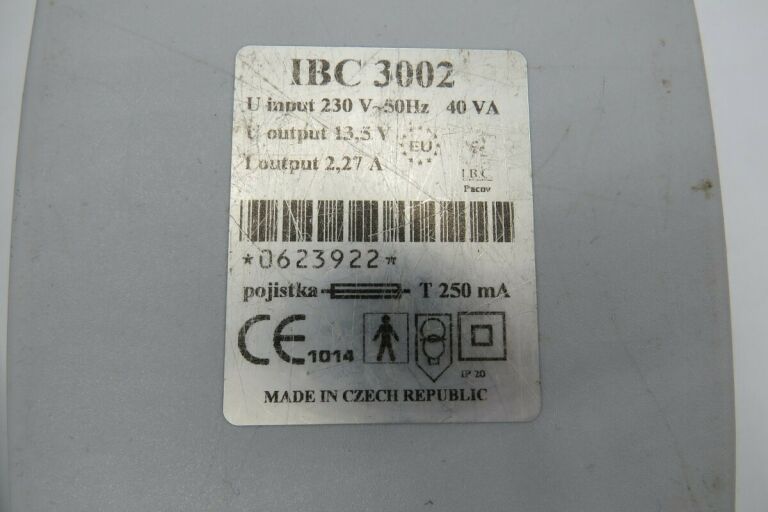 IBC 3002
U input 230 V~50Hz 40 VA
U output 13,5 V
I output 2,27 A
EU
I.B.C.
Pacov
*0623922*
pojistka T 250 mA
CE 1014
IP 20
MADE IN CZECH REPUBLIC